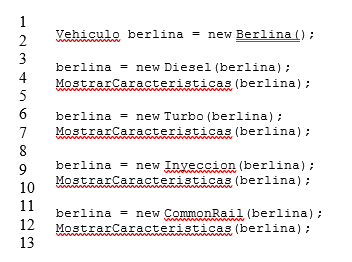 1
2
3
4
5
6
7
8
9
10
11
12
13
Vehiculo berlina = new Berlina();
berlina = new Diesel(berlina);
MostrarCaracteristicas(berlina);
berlina = new Turbo(berlina);
MostrarCaracteristicas(berlina);
berlina = new Inyeccion(berlina);
MostrarCaracteristicas(berlina);
berlina = new CommonRail(berlina);
MostrarCaracteristicas(berlina);